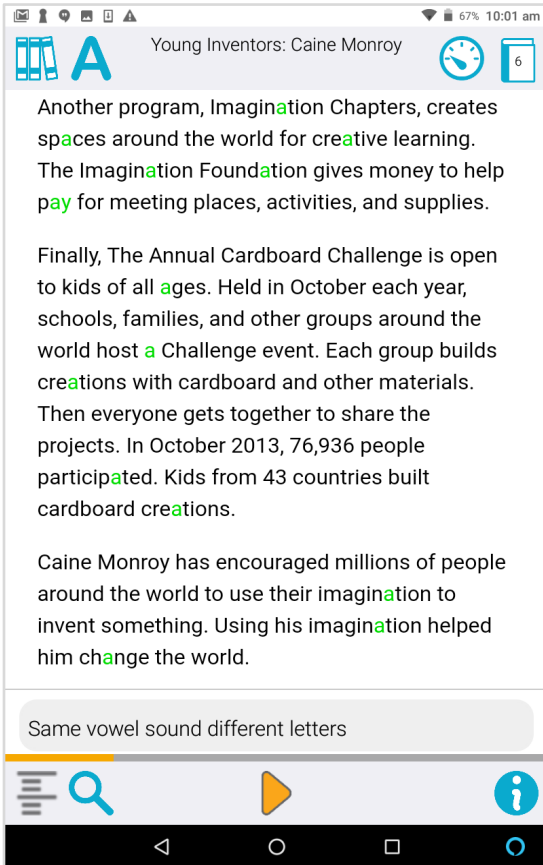 67% 10:01 am
Young Inventors: Caine Monroy
A
6
Another program, Imagination Chapters, creates
spaces around the world for creative learning.
The Imagination Foundation gives money to help
pay for meeting places, activities, and supplies.
Finally, The Annual Cardboard Challenge is open
to kids of all ages. Held in October each year,
schools, families, and other groups around the
world host a Challenge event. Each group builds
creations with cardboard and other materials.
Then everyone gets together to share the
projects. In October 2013, 76,936 people
participated. Kids from 43 countries built
cardboard creations.
Caine Monroy has encouraged millions of people
around the world to use their imagination to
invent something. Using his imagination helped
him change the world.
Same vowel sound different letters